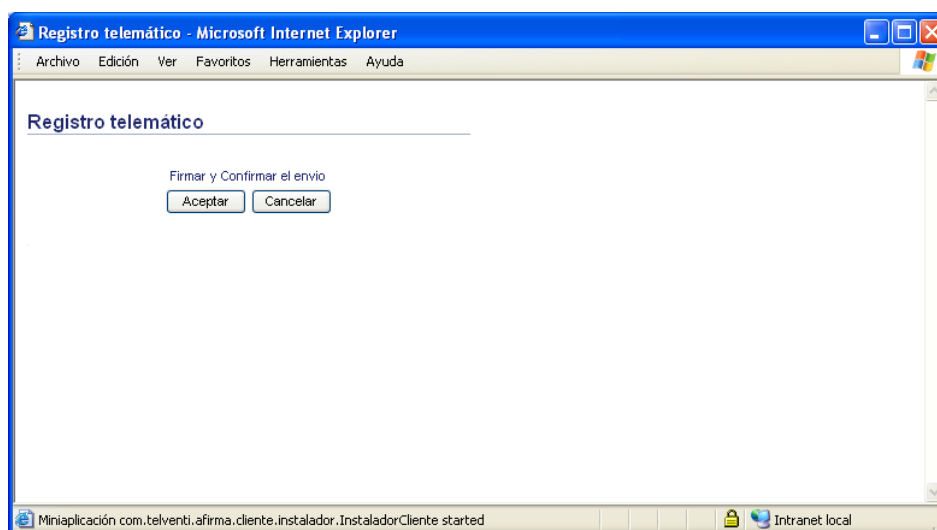 Registro telemático - Microsoft Internet Explorer
Archivo Edición Ver Favoritos Herramientas Ayuda
Registro telemático
Firmar y Confirmar el envio
Aceptar Cancelar
Miniaplicación com.telventi.afirma.cliente.instalador.InstaladorCliente started Intranet local